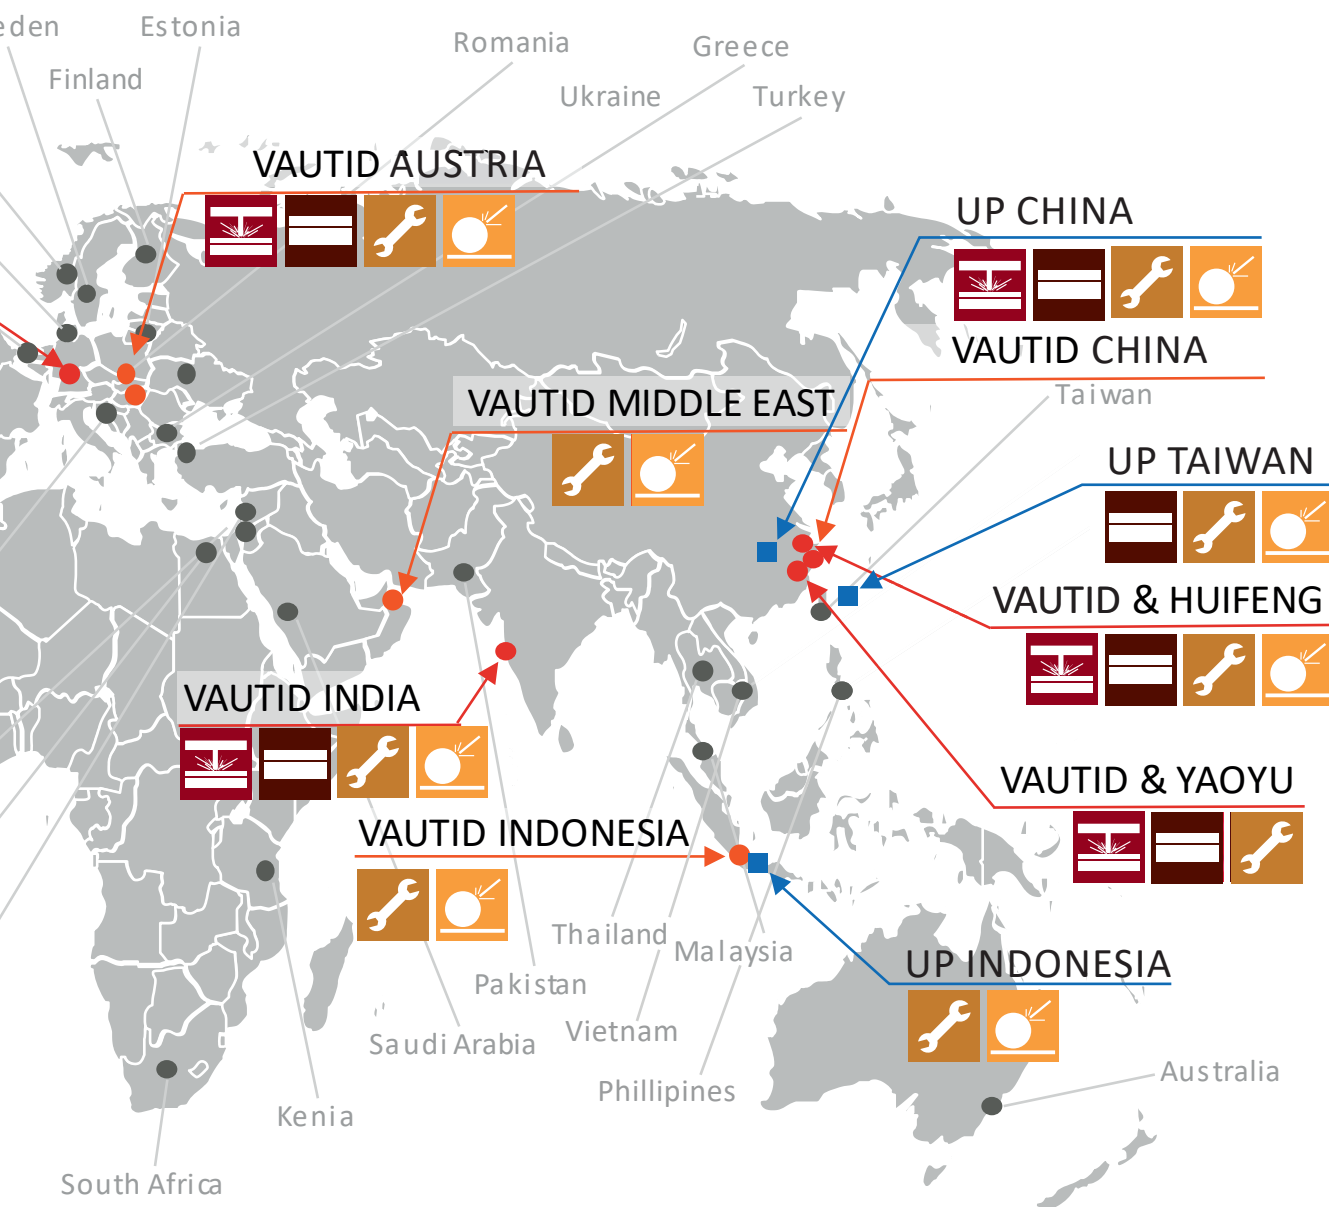 eden
Estonia
Romania
Greece
Finland
Ukraine
Turkey
VAUTID AUSTRIA
UP CHINA
VAUTID CHINA
Taiwan
VAUTID MIDDLE EAST
UP TAIWAN
VAUTID & HUIFENG
VAUTID INDIA
VAUTID & YAOYU
VAUTID INDONESIA
Thailand
Malaysia
UP INDONESIA
Pakistan
Vietnam
Saudi Arabia
Australia
Phillipines
Kenia
South Africa